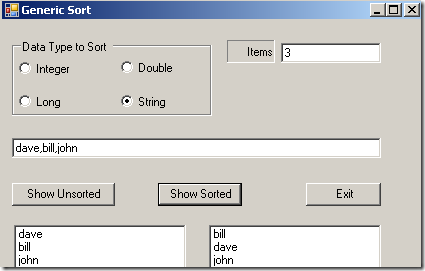 Generic Sort
Data Type to Sort
Items 3
Integer Double
Long String
dave,bill,john
Show Unsorted Show Sorted Exit
dave bill
bill dave
john john